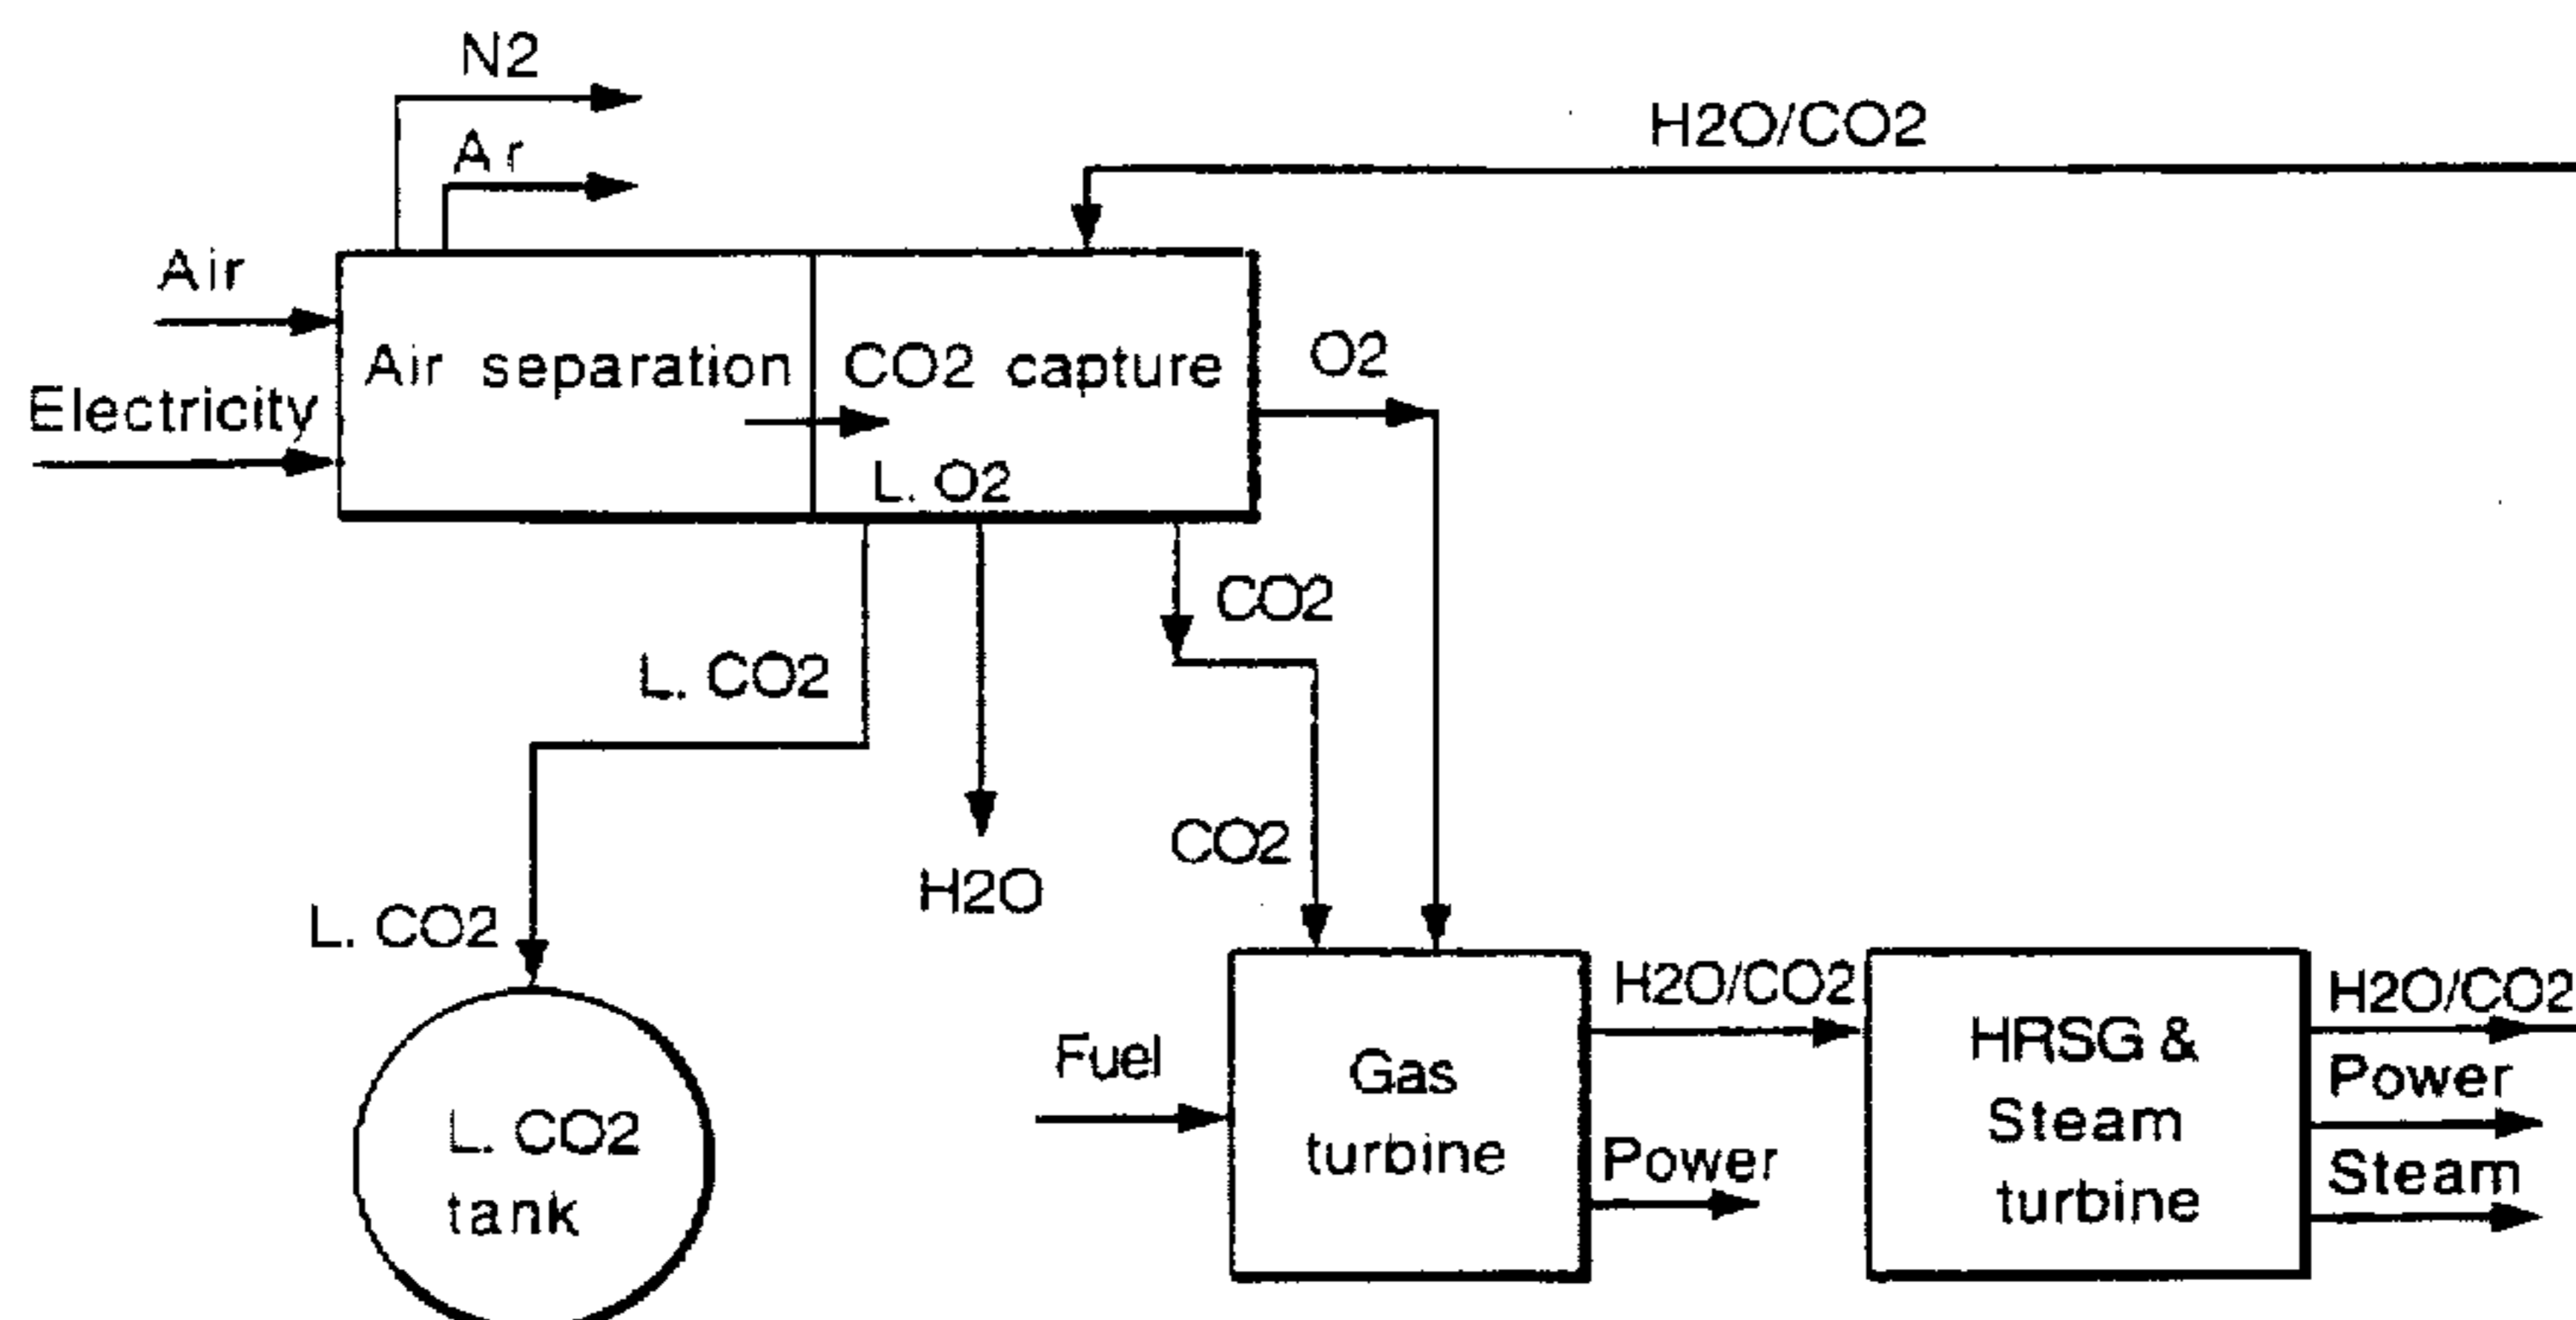 N2
H2O/CO2
Ar
Air
Air separation
CO2 capture
O2
Electricity
L. O2
CO2
L. CO2
CO2
H2O
L. CO2
H2O/CO2
H2O/CO2
Fuel
Gas
turbine
HRSG &
Steam
turbine
Power
Power
Steam
L. CO2
tank